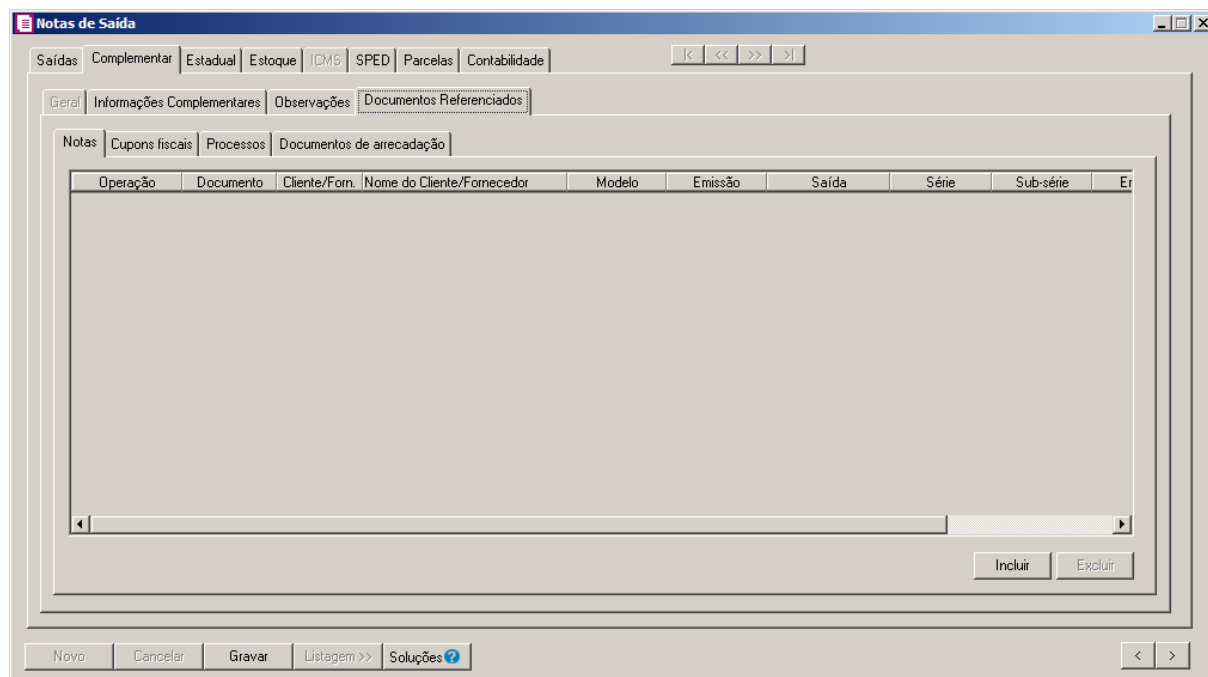 Notas de Saída
Saídas Complementar Estadual Estoque ICMS SPED Parcelas Contabilidade |< << >> >|
Geral Informações Complementares Observações Documentos Referenciados
Notas Cupons fiscais Processos Documentos de arrecadação
Operação Documento Cliente/Forn. Nome do Cliente/Fornecedor Modelo Emissão Saída Série Sub-série Er
Incluir Excluir
Novo Cancelar Gravar Listagem >> Soluções ? < >